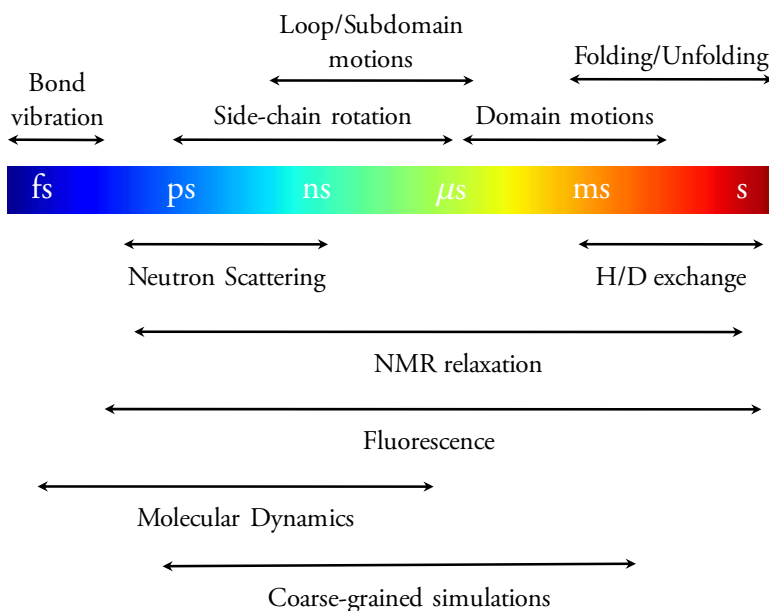 Loop/Subdomain
motions
Folding/Unfolding
Bond
vibration
Side-chain rotation
Domain motions
fs ps ns μs ms s
Neutron Scattering
H/D exchange
NMR relaxation
Fluorescence
Molecular Dynamics
Coarse-grained simulations